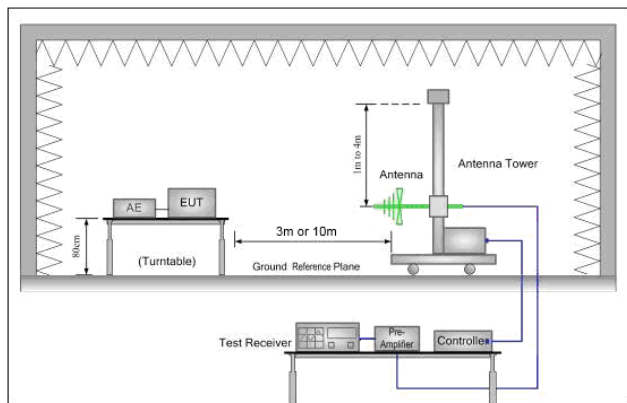 1m to 4m
Antenna
Antenna Tower
AE
EUT
80cm
(Turntable)
3m or 10m
Ground Reference Plane
Test Receiver
Pre-
Amplifier
Controlle